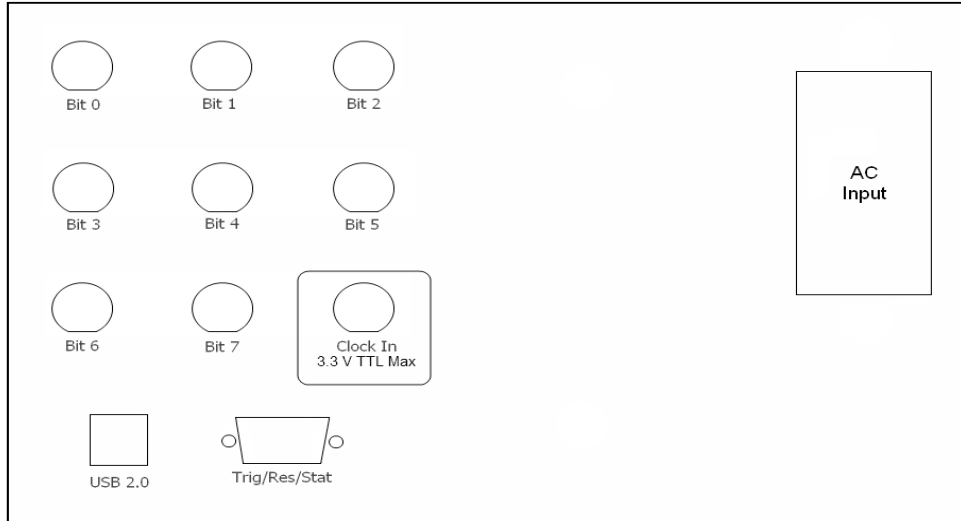 Bit 0
Bit 1
Bit 2
Bit 3
Bit 4
Bit 5
AC
Input
Bit 6
Bit 7
Clock In
3.3 V TTL Max
USB 2.0
Trig/Res/Stat